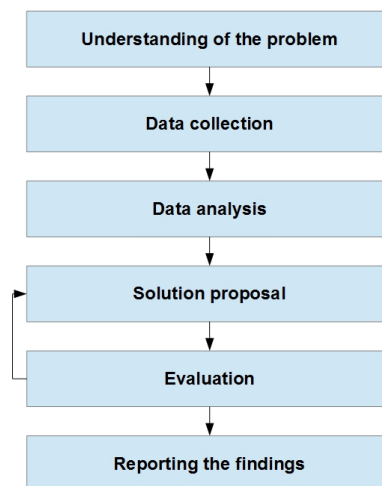 Understanding of the problem
Data collection
Data analysis
Solution proposal
Evaluation
Reporting the findings